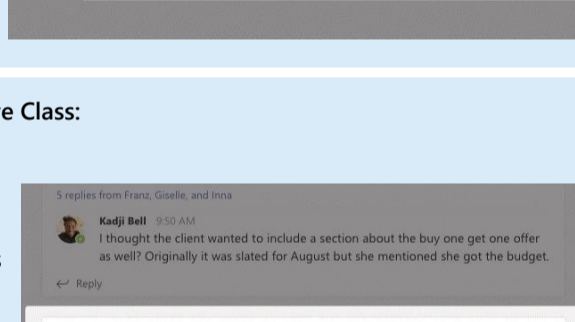 e Class:
5 replies from Franz, Giselle, and Inna
Kadji Bell 9:50 AM
I thought the client wanted to include a section about the buy one get one offer
as well? Originally it was slated for August but she mentioned she got the budget.
Reply